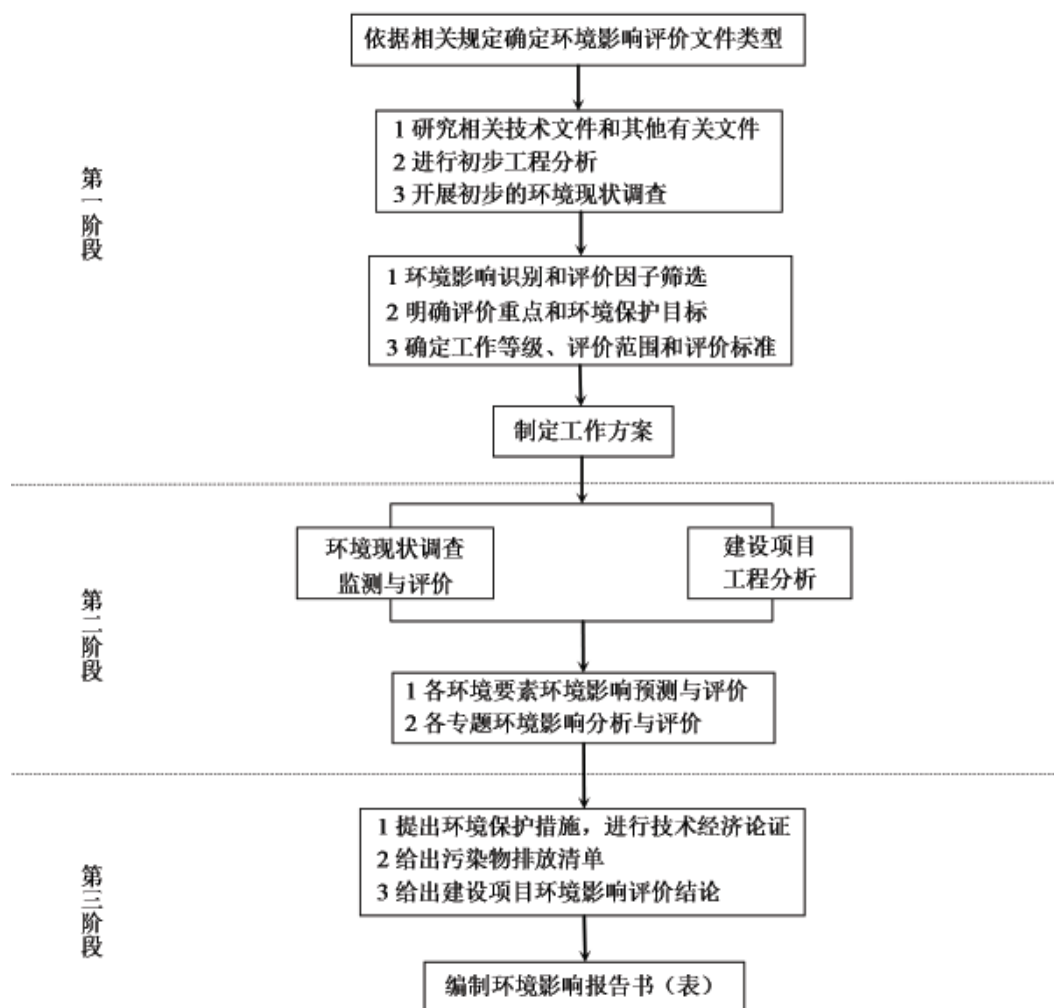 依据相关规定确定环境影响评价文件类型
1 研究相关技术文件和其他有关文件
2 进行初步工程分析
3 开展初步的环境现状调查
第一阶段
1 环境影响识别和评价因子筛选
2 明确评价重点和环境保护目标
3 确定工作等级、评价范围和评价标准
制定工作方案
环境现状调查
监测与评价
建设项目
工程分析
第二阶段
1 各环境要素环境影响预测与评价
2 各专题环境影响分析与评价
1 提出环境保护措施，进行技术经济论证
2 给出污染物排放清单
3 给出建设项目环境影响评价结论
第三阶段
编制环境影响报告书（表）